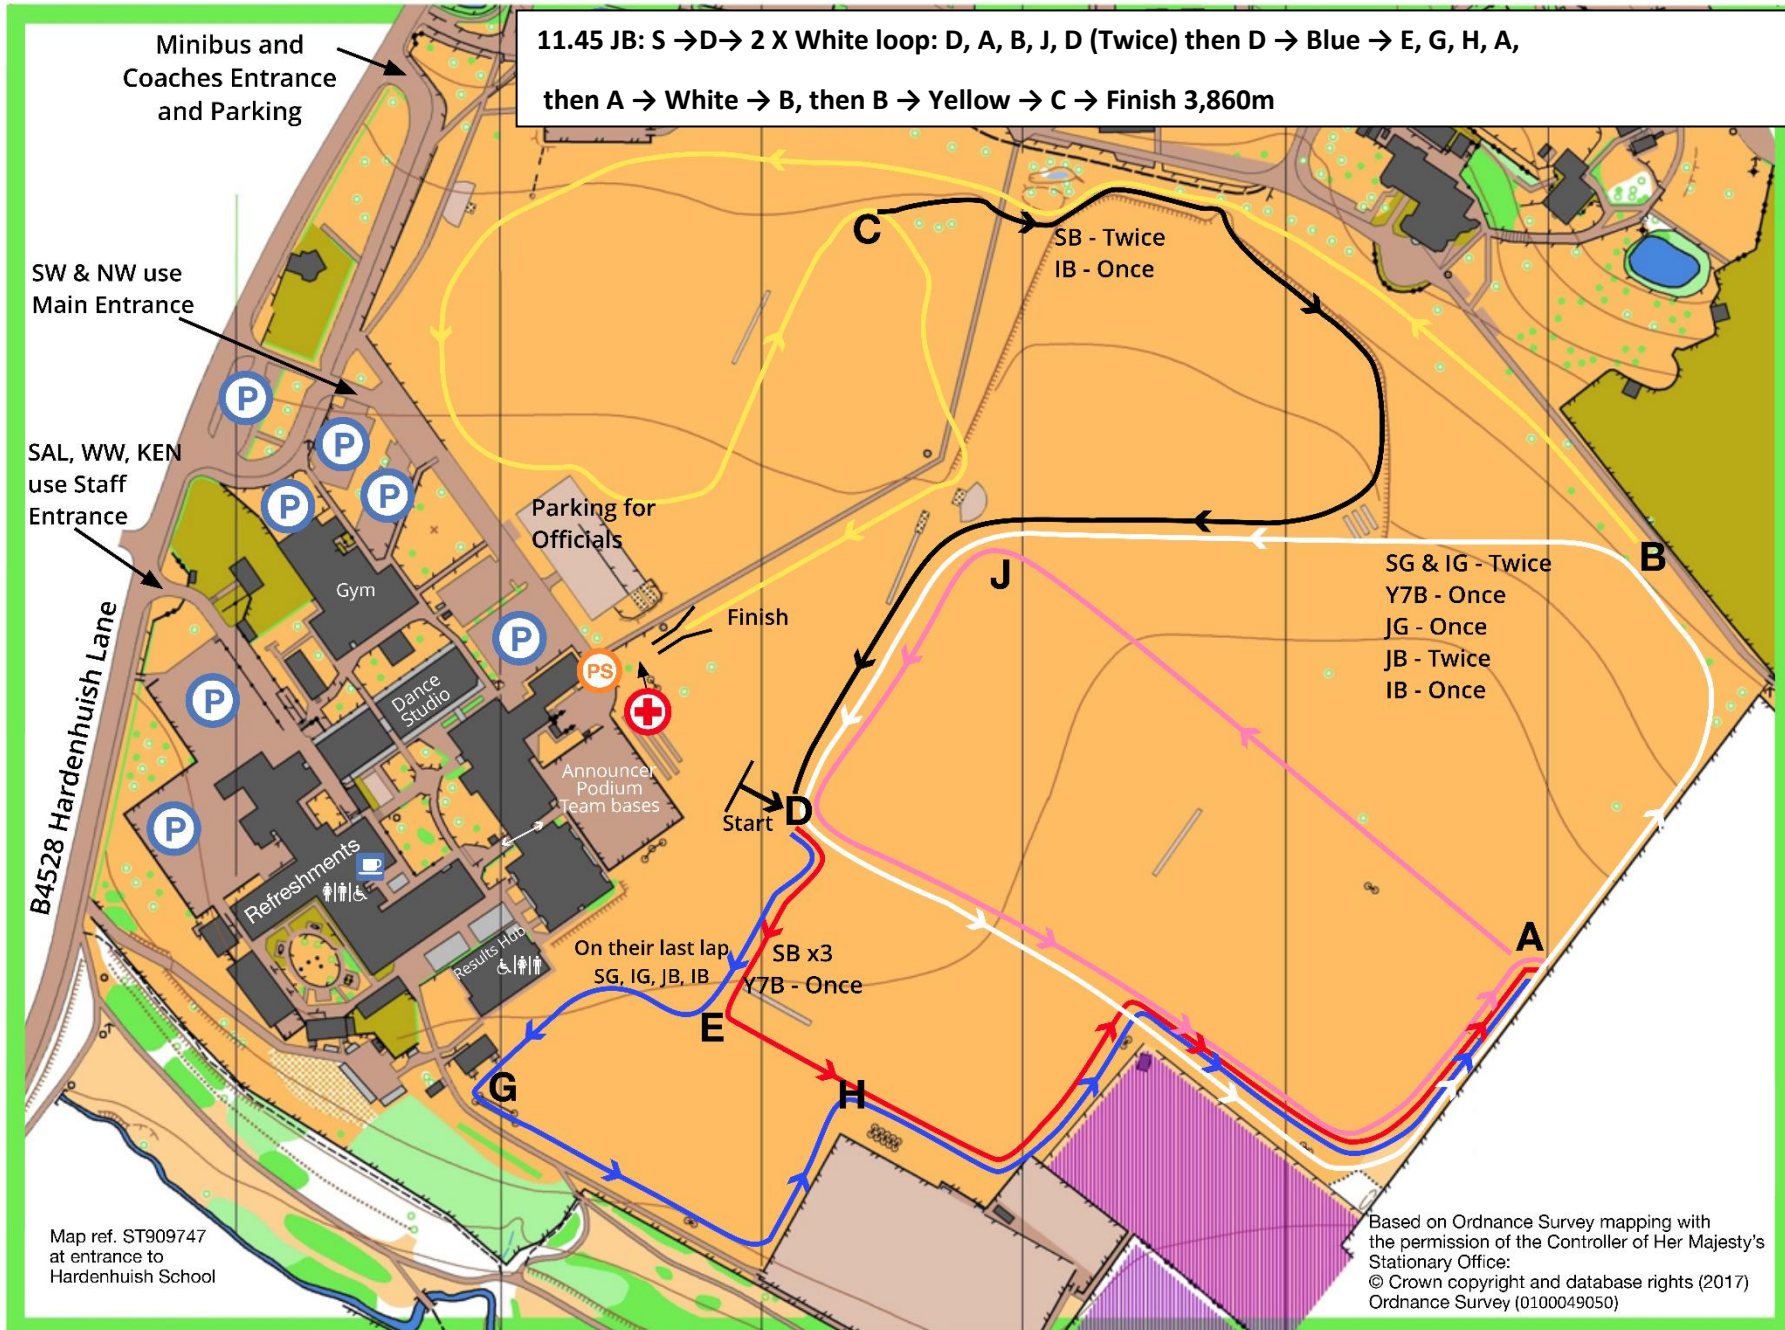 11.45 JB: S →D→ 2 X White loop: D, A, B, J, D (Twice) then D → Blue → E, G, H, A,
then A → White → B, then B → Yellow → C → Finish 3,860m
Minibus and
Coaches Entrance
and Parking
SW & NW use
Main Entrance
SAL, WW, KEN
use Staff
Entrance
B4528 Hardenhuish Lane
P
P
P
P
P
P
P
C
SB - Twice
IB - Once
Parking for
Officials
Gym
Finish
PS
Dance
Studio
Announcer
Podium
Team bases
Start
D
J
B
SG & IG - Twice
Y7B - Once
JG - Once
JB - Twice
IB - Once
A
Refreshments
Results Hub
On their last lap
SG, IG, JB, IB
SB x3
Y7B - Once
E
G
H
Map ref. ST909747
at entrance to
Hardenhuish School
Based on Ordnance Survey mapping with
the permission of the Controller of Her Majesty's
Stationary Office:
© Crown copyright and database rights (2017)
Ordnance Survey (0100049050)